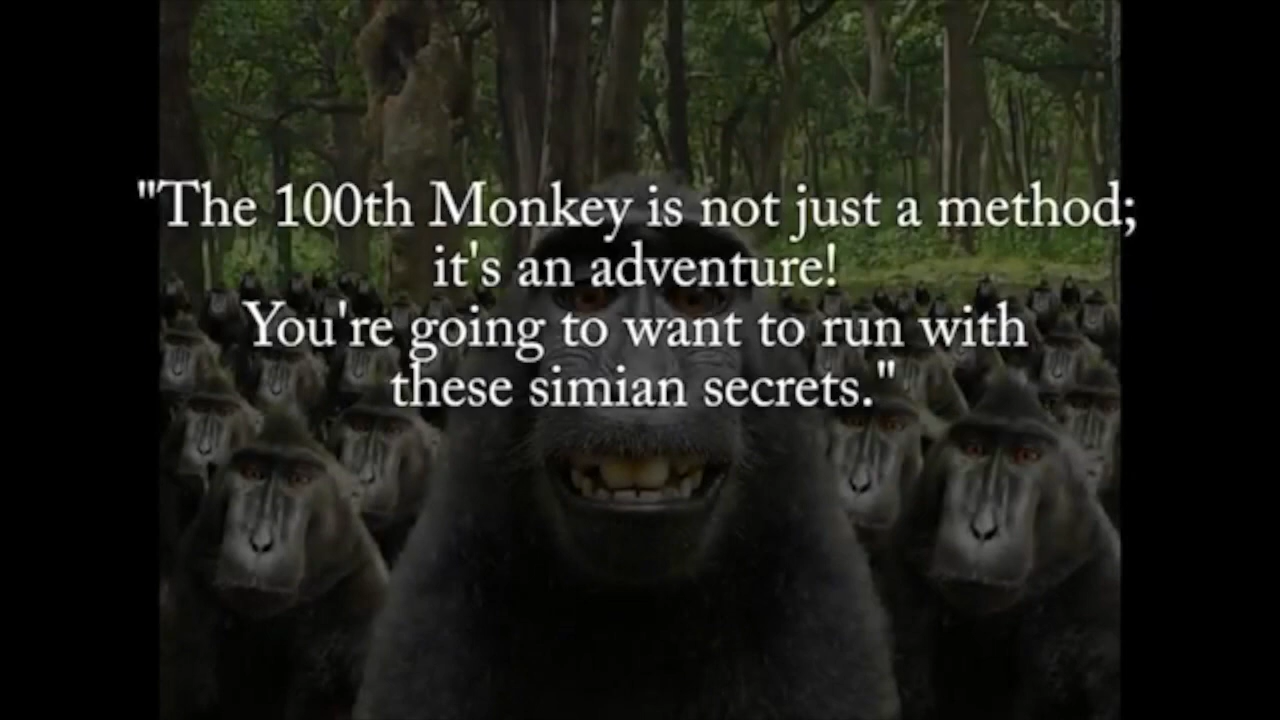 "The 100th Monkey is not just a method;
it's an adventure!
You're going to want to run with
these simian secrets."